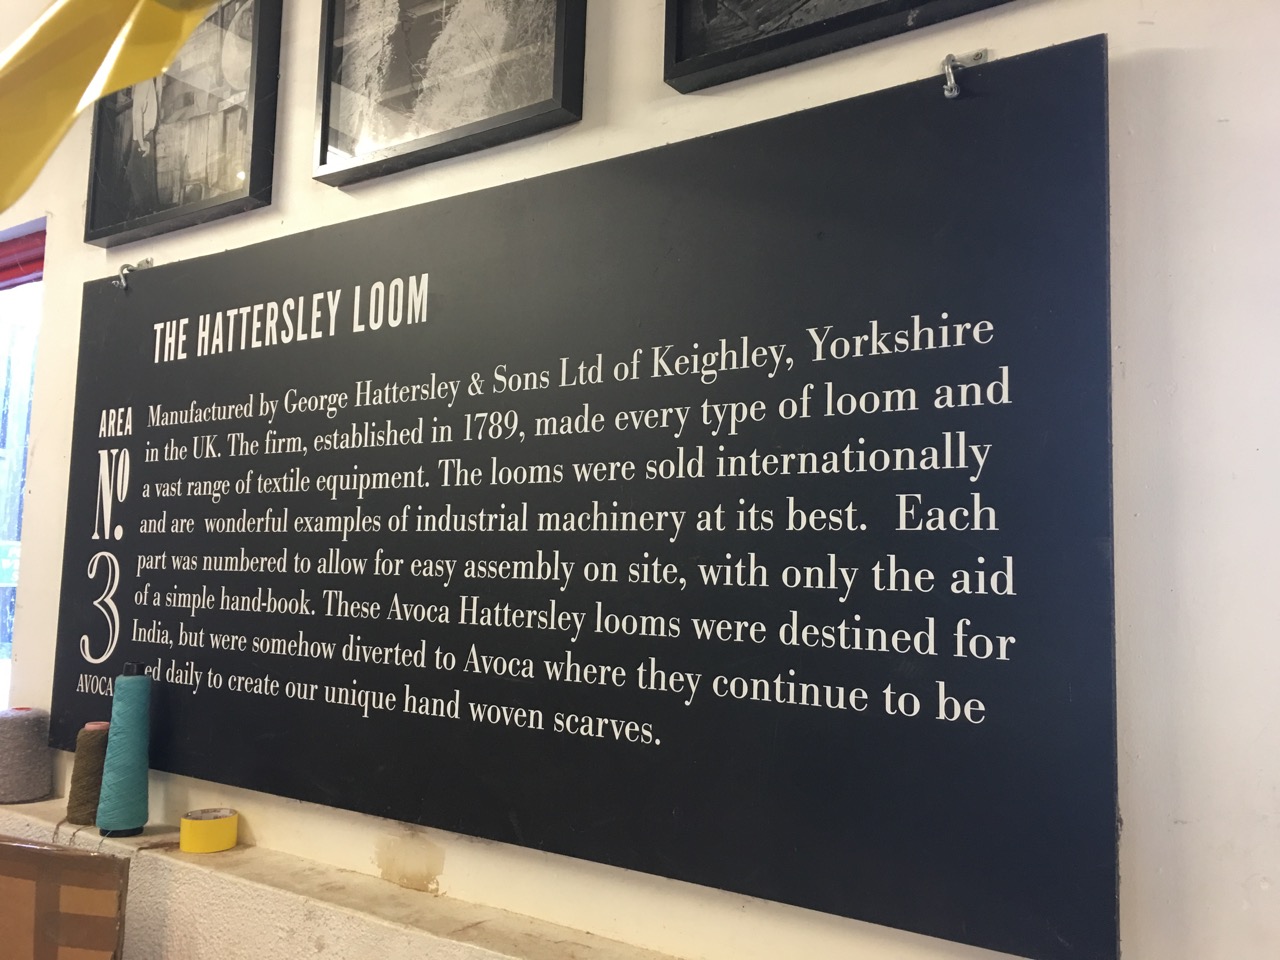 THE HATTERSLEY LOOM
Manufactured by George Hattersley & Sons Ltd of Keighley, Yorkshire
in the UK. The firm, established in 1789, made every type of loom and
a vast range of textile equipment. The looms were sold internationally
and are wonderful examples of industrial machinery at its best. Each
part was numbered to allow for easy assembly on site, with only the aid
of a simple hand-book. These Avoca Hattersley looms were destined for
India, but were somehow diverted to Avoca where they continue to be
ed daily to create our unique hand woven scarves.
AREA
Nº.
3
AVOCA